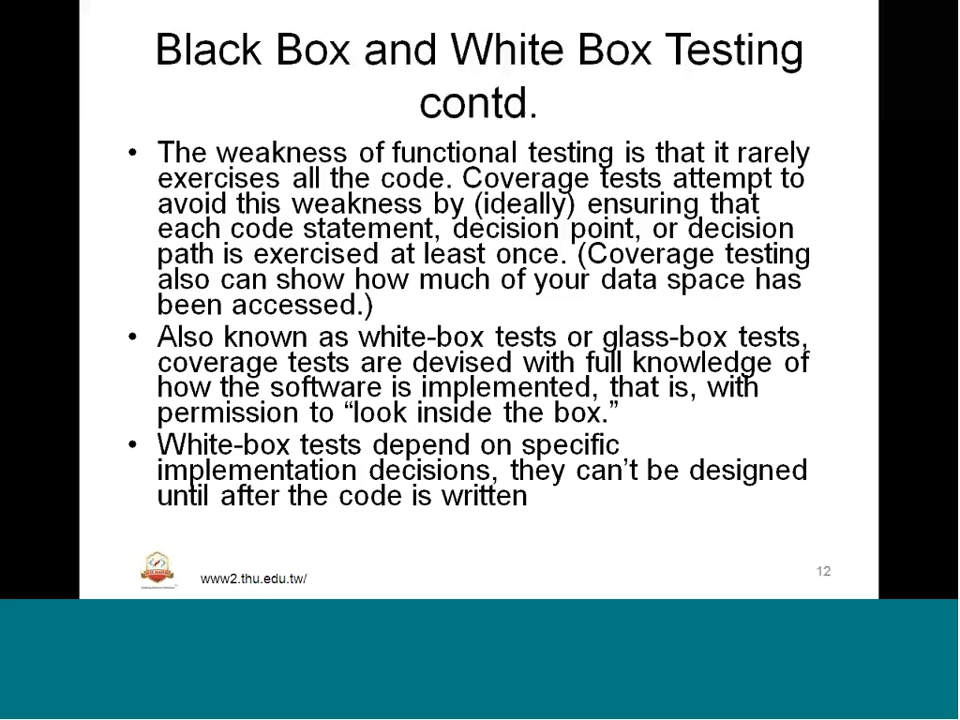 Black Box and White Box Testing
contd.
• The weakness of functional testing is that it rarely
exercises all the code. Coverage tests attempt to
avoid this weakness by (ideally) ensuring that
each code statement, decision point, or decision
path is exercised at least once. (Coverage testing
also can show how much of your data space has
been accessed.)
• Also known as white-box tests or glass-box tests,
coverage tests are devised with full knowledge of
how the software is implemented, that is, with
permission to “look inside the box.”
• White-box tests depend on specific
implementation decisions, they can’t be designed
until after the code is written
www2.thu.edu.tw/
12